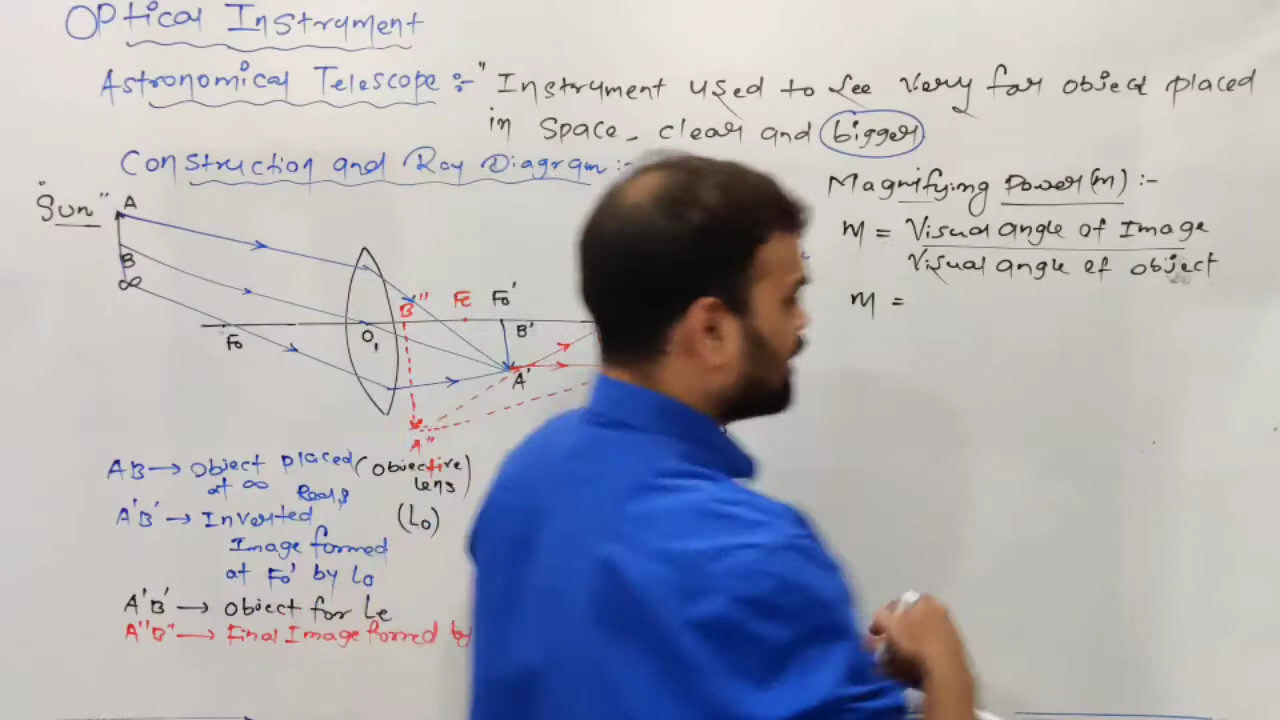 Optical Instrument
Astronomical Telescope :- "Instrument used to see very far object placed
in space - clear and bigger
Construction and Ray Diagram :
"Sun" A
B
∞
Fo
O1
B" Fe Fo'
B'
A'
A"
AB → Object placed
at ∞
Real &
A'B' → Inverted
Image formed
at Fo' by Lo
A'B' → Object for Le
A"B" → Final Image formed by
(Objective
lens)
(Lo)
Magnifying Power (m) :-
M = Visual angle of Image
Visual angle of object
M =